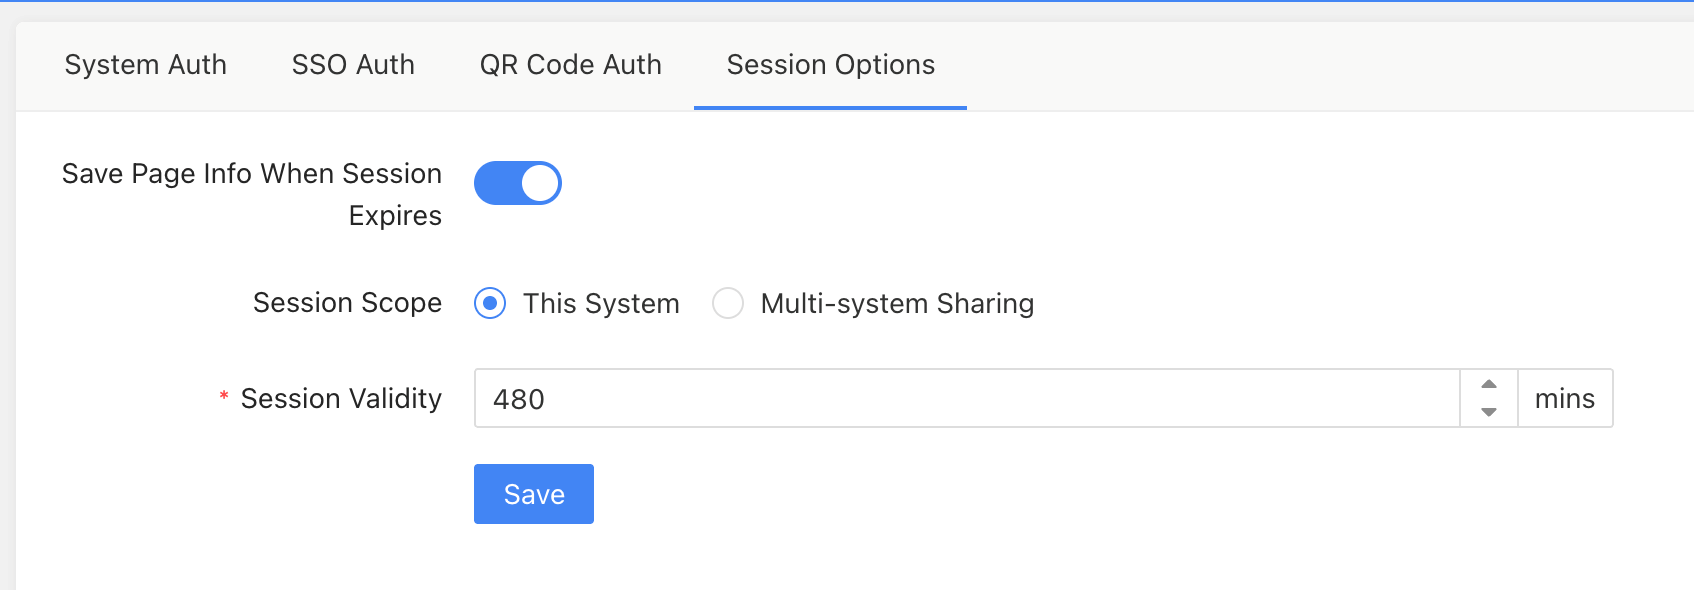 System Auth SSO Auth QR Code Auth Session Options
Save Page Info When Session
Expires
Session Scope This System Multi-system Sharing
* Session Validity 480 mins
Save